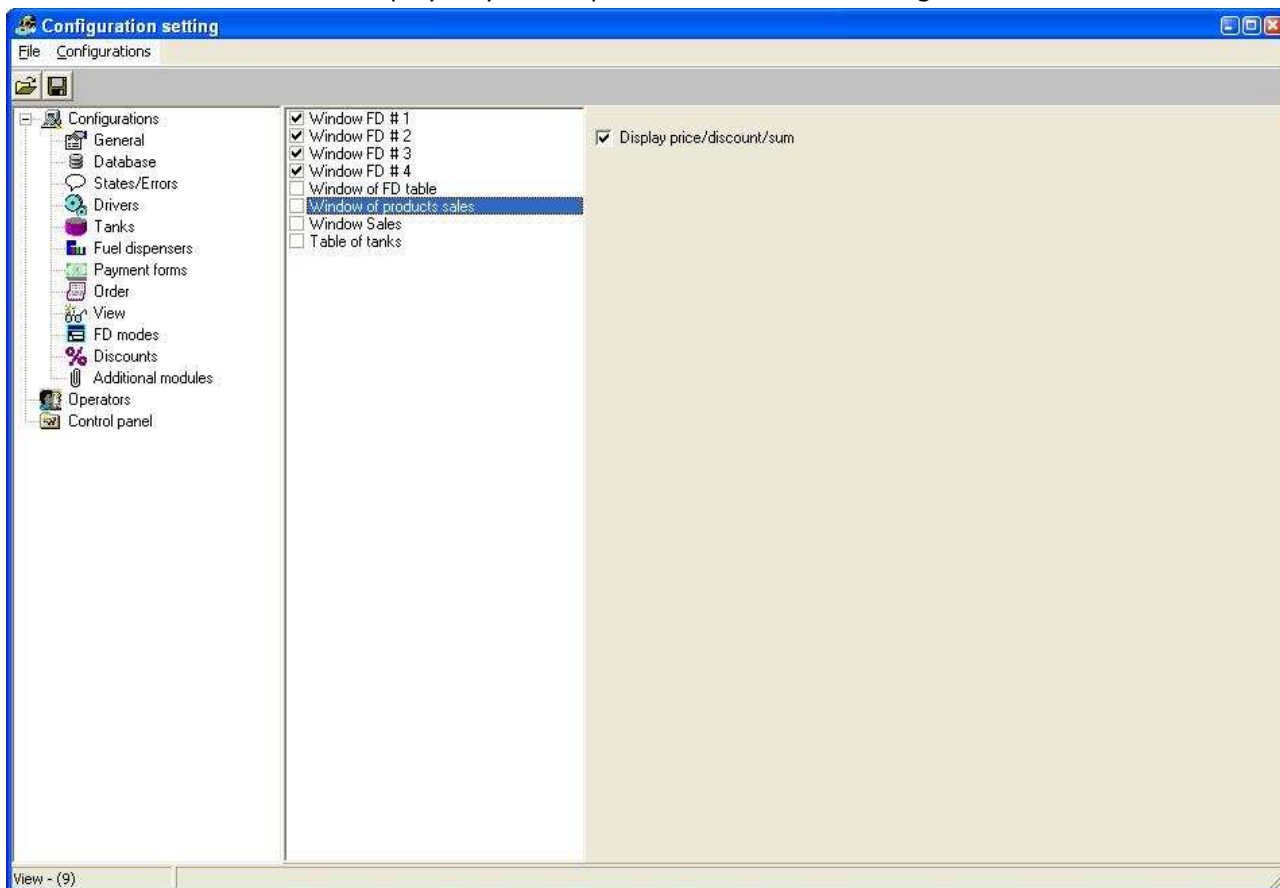 Configuration setting
File Configurations
Configurations
General
Database
States/Errors
Drivers
Tanks
Fuel dispensers
Payment forms
Order
View
FD modes
Discounts
Additional modules
Operators
Control panel
Window FD # 1
Window FD # 2
Window FD # 3
Window FD # 4
Window of FD table
Window of products sales
Window Sales
Table of tanks
Display price/discount/sum
View - (9)